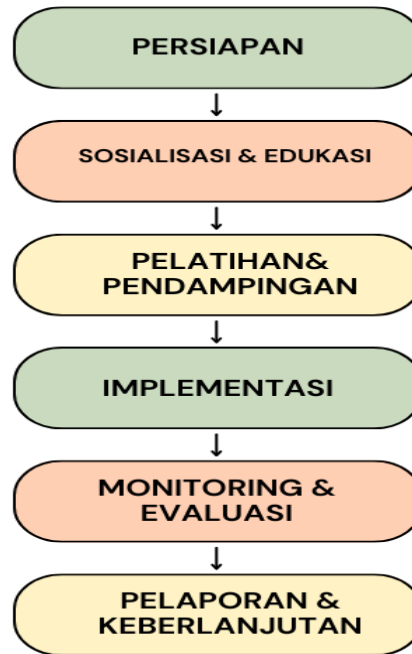 PERSIAPAN
SOSIALISASI & EDUKASI
PELATIHAN&
PENDAMPINGAN
IMPLEMENTASI
MONITORING &
EVALUASI
PELAPORAN &
KEBERLANJUTAN